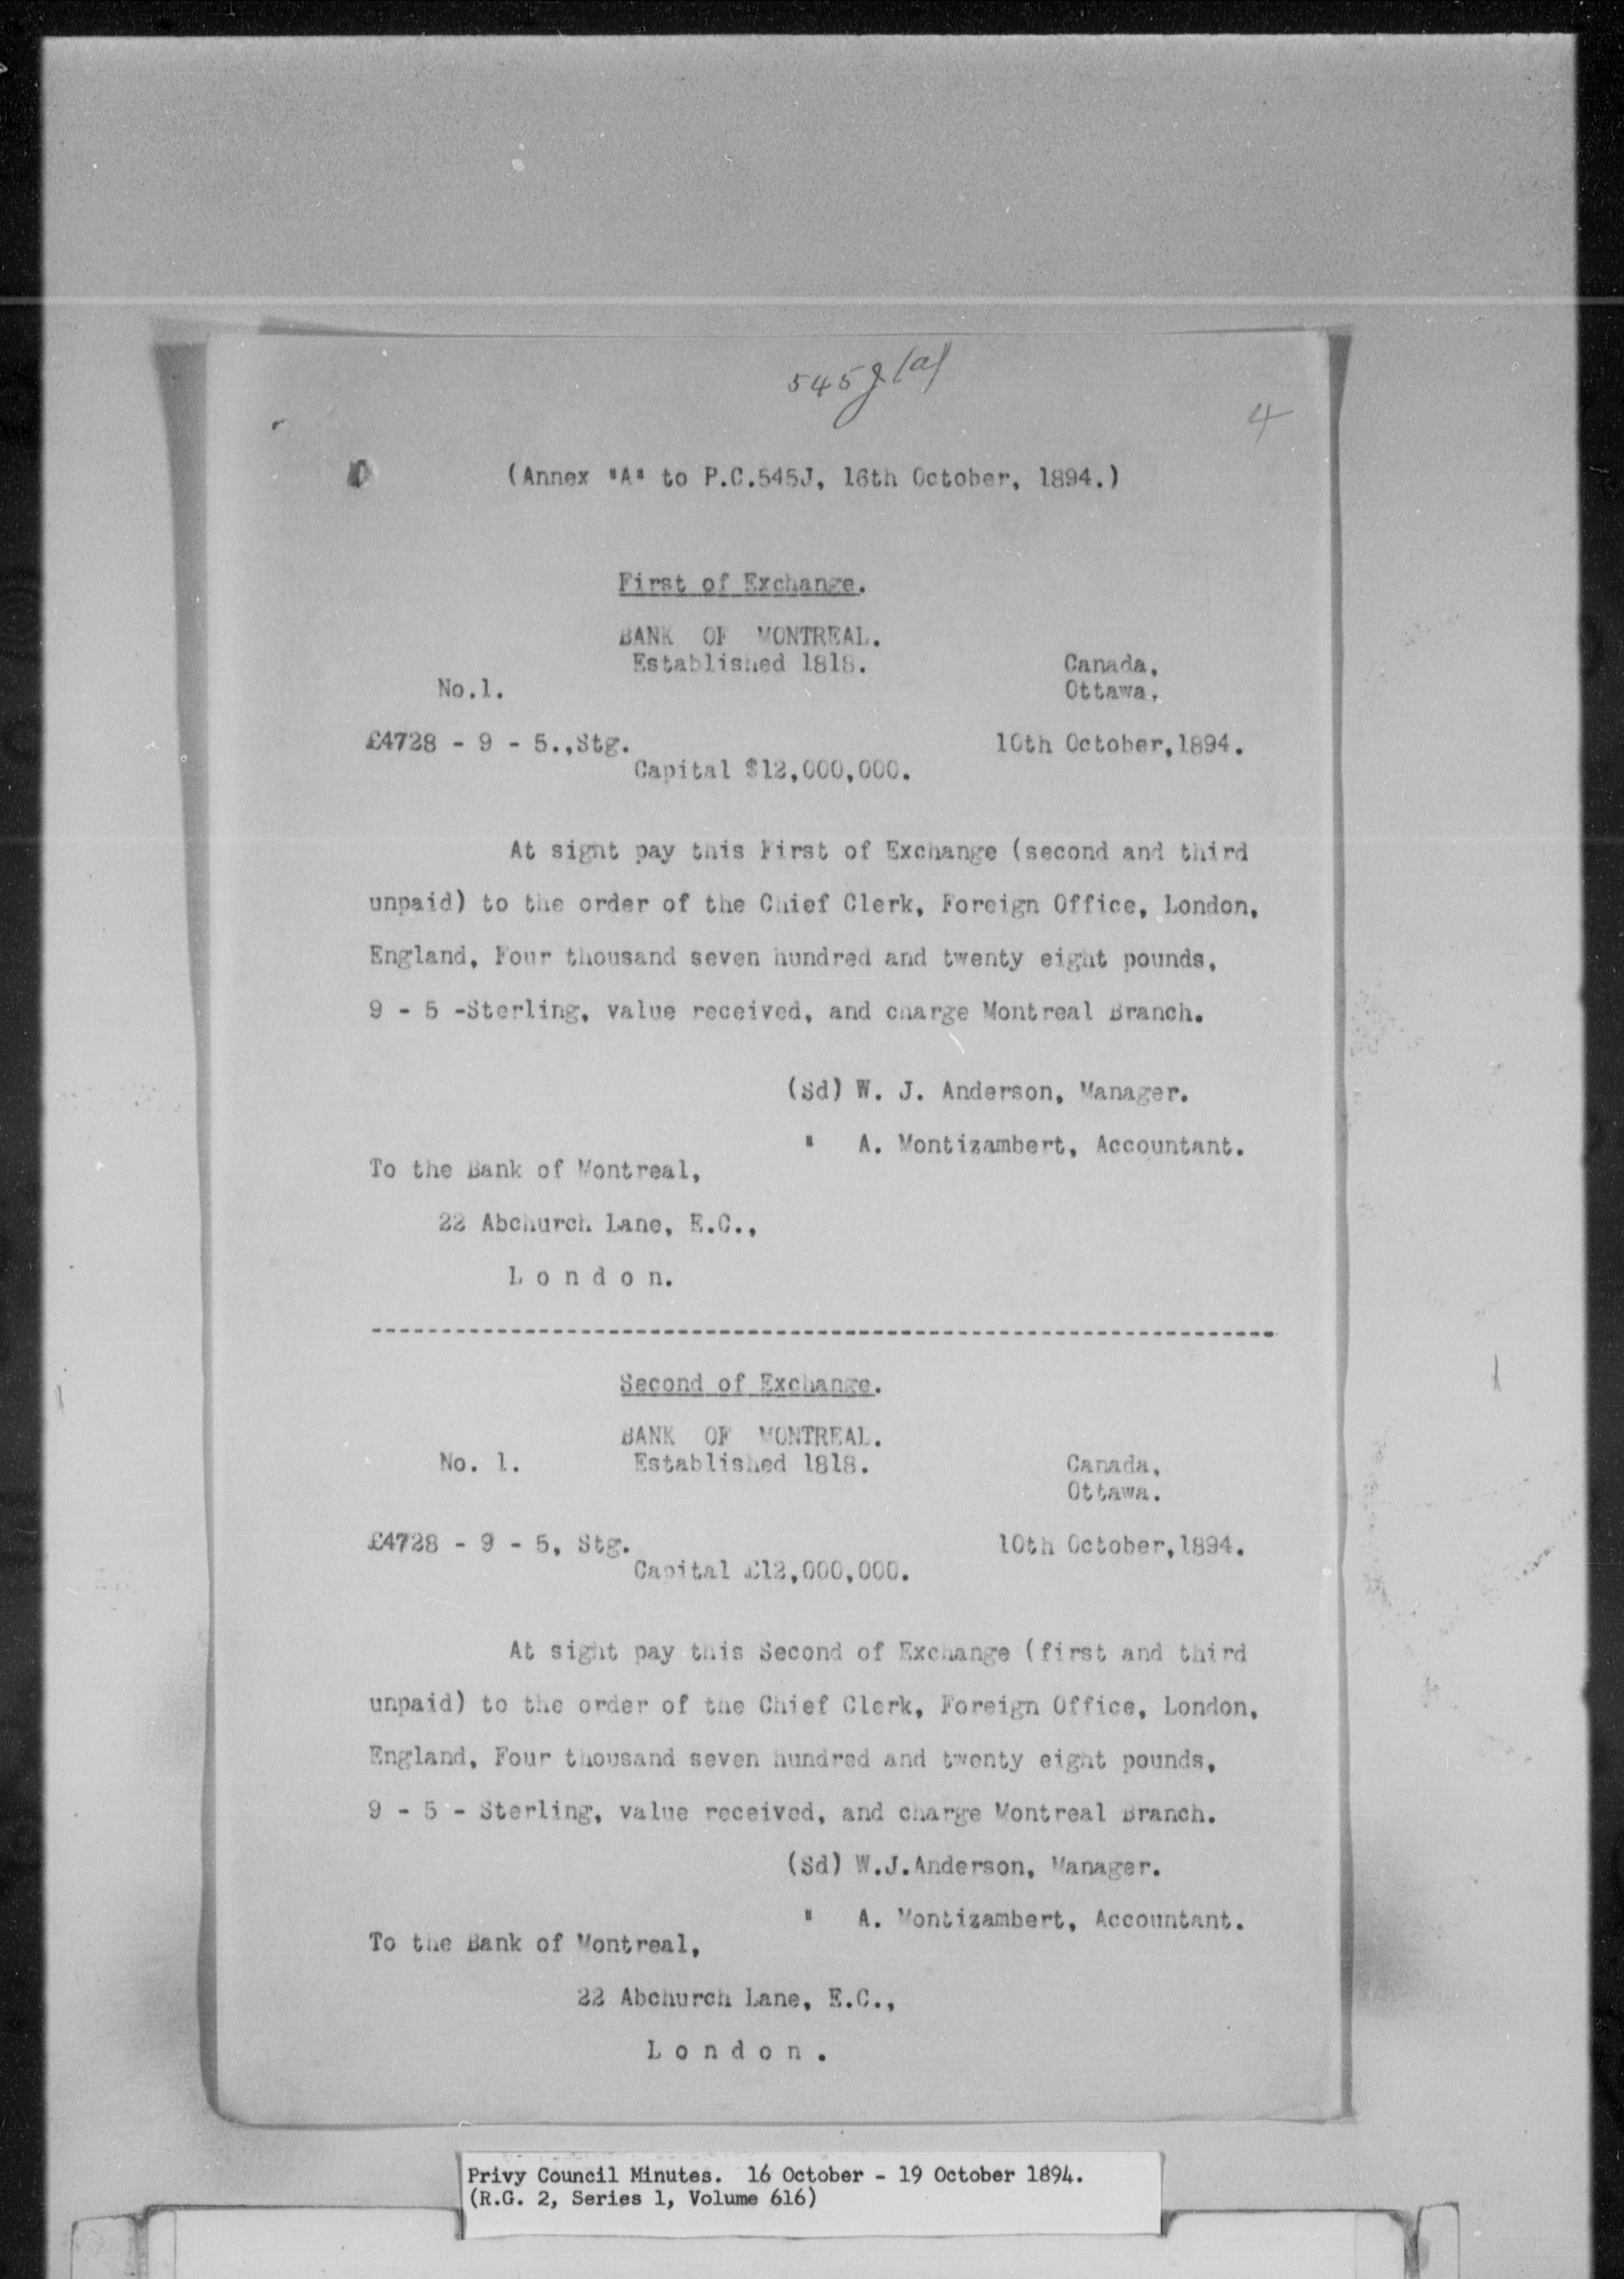 545J(a)
4
(Annex "A" to P.C.545J, 16th October, 1894.)
First of Exchange.
BANK OF MONTREAL.
Established 1818.
Canada,
No.1.
Ottawa,
£4728 - 9 - 5.,Stg.
10th October,1894.
Capital $12,000,000.
At sight pay this First of Exchange (second and third
unpaid) to the order of the Chief Clerk, Foreign Office, London,
England, Four thousand seven hundred and twenty eight pounds,
9 - 5 -Sterling, value received, and charge Montreal Branch.
(Sd) W. J. Anderson, Manager.
" A. Montizambert, Accountant.
To the Bank of Montreal,
22 Abchurch Lane, E.C.,
London.
Second of Exchange.
BANK OF MONTREAL.
No. 1.
Established 1818.
Canada,
Ottawa.
£4728 - 9 - 5, Stg.
10th October,1894.
Capital £12,000,000.
At sight pay this Second of Exchange (first and third
unpaid) to the order of the Chief Clerk, Foreign Office, London,
England, Four thousand seven hundred and twenty eight pounds,
9 - 5 - Sterling, value received, and charge Montreal Branch.
(Sd) W.J.Anderson, Manager.
" A. Montizambert, Accountant.
To the Bank of Montreal,
22 Abchurch Lane, E.C.,
London.
Privy Council Minutes. 16 October - 19 October 1894.
(R.G. 2, Series 1, Volume 616)